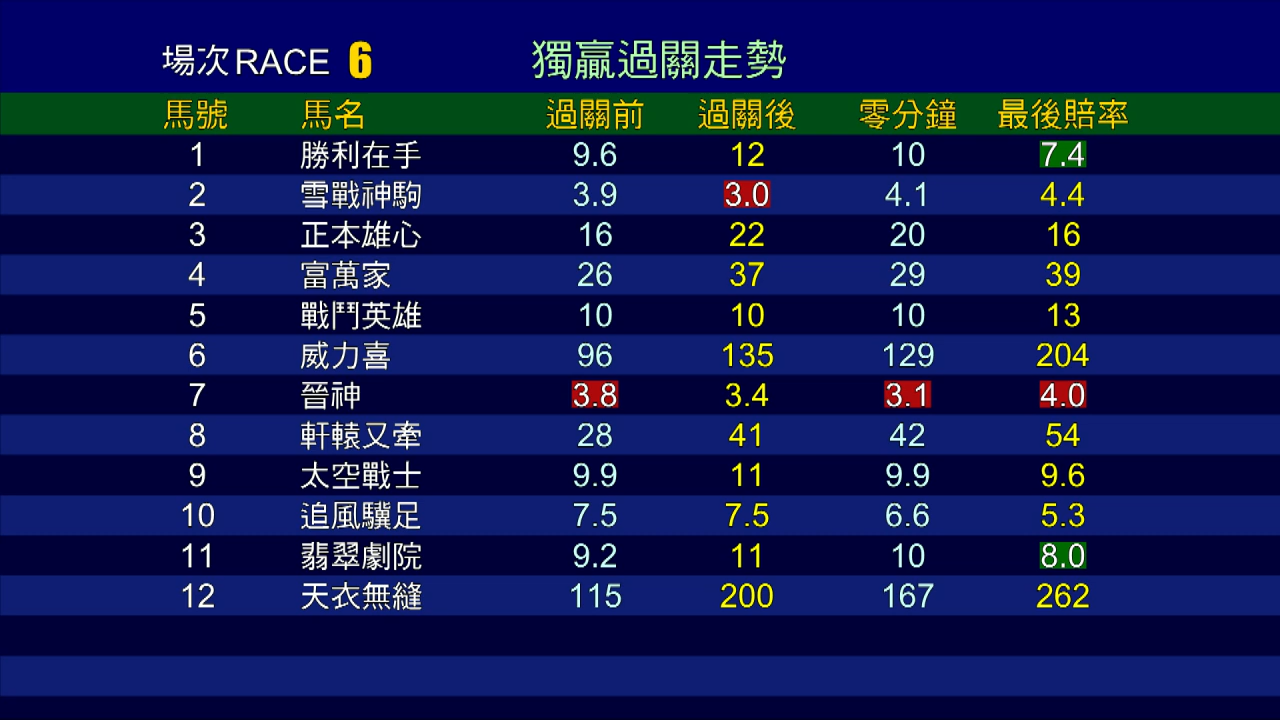 場次RACE 6 獨贏過關走勢
馬號 馬名 過關前 過關後 零分鐘 最後賠率
1 勝利在手 9.6 12 10 7.4
2 雪戰神駒 3.9 3.0 4.1 4.4
3 正本雄心 16 22 20 16
4 富萬家 26 37 29 39
5 戰鬥英雄 10 10 10 13
6 威力喜 96 135 129 204
7 晉神 3.8 3.4 3.1 4.0
8 軒轅又牽 28 41 42 54
9 太空戰士 9.9 11 9.9 9.6
10 追風驥足 7.5 7.5 6.6 5.3
11 翡翠劇院 9.2 11 10 8.0
12 天衣無縫 115 200 167 262